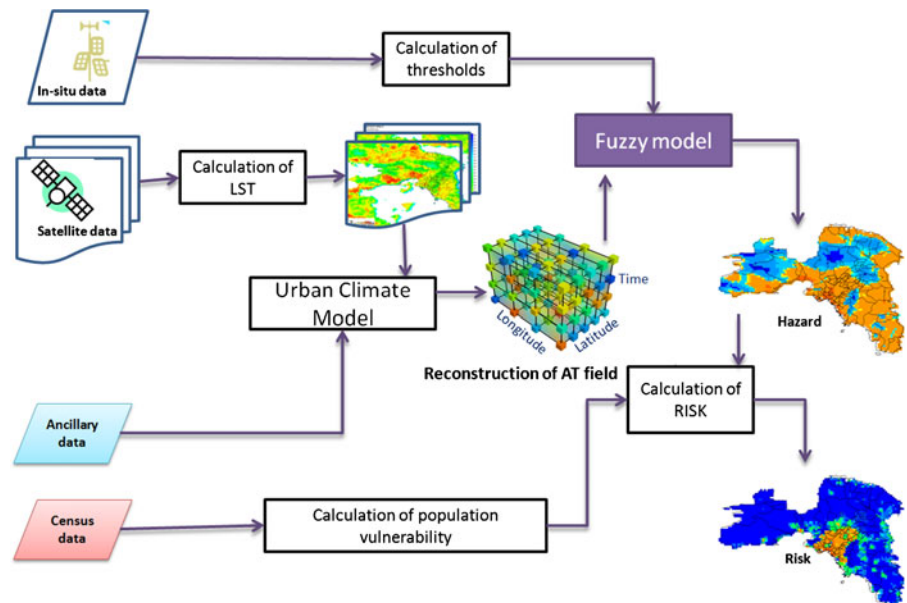 In-situ data
Calculation of
thresholds
Fuzzy model
Satellite data
Calculation of
LST
Urban Climate
Model
Time
Longitude
Latitude
Reconstruction of AT field
Hazard
Calculation of
RISK
Ancillary
data
Census
data
Calculation of population
vulnerability
Risk